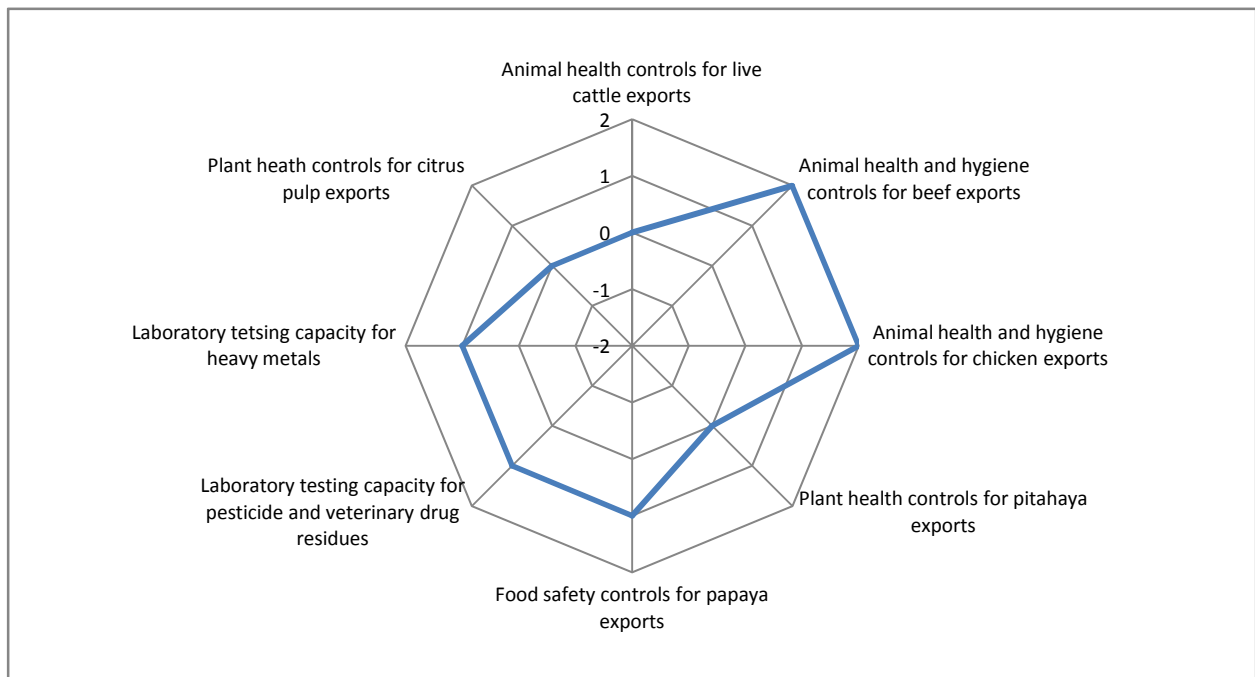 Animal health controls for live
cattle exports
2
1
0
-1
-2
Animal health and hygiene
controls for beef exports
Animal health and hygiene
controls for chicken exports
Plant health controls for pitahaya
exports
Food safety controls for papaya
exports
Laboratory testing capacity for
pesticide and veterinary drug
residues
Laboratory tetsing capacity for
heavy metals
Plant heath controls for citrus
pulp exports